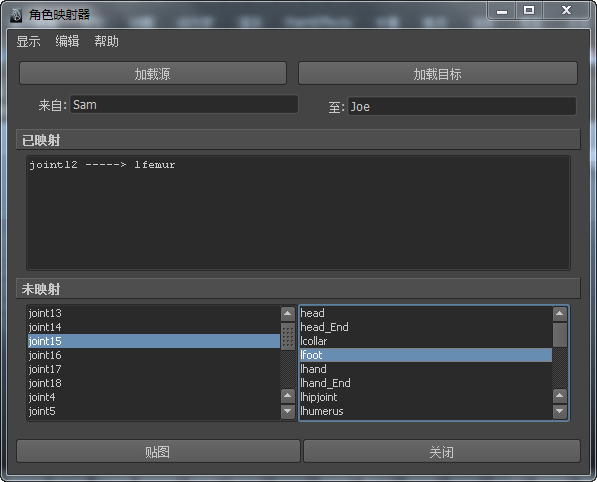 角色映射器
显示 编辑 帮助
加载源 加载目标
来自: Sam 至: Joe
已映射
joint12 -----> lfemur
未映射
joint13 head
joint14 head_End
joint15 lcollar
joint16 lfoot
joint17 lhand
joint18 lhand_End
joint4 lhipjoint
joint5 lhumerus
贴图 关闭